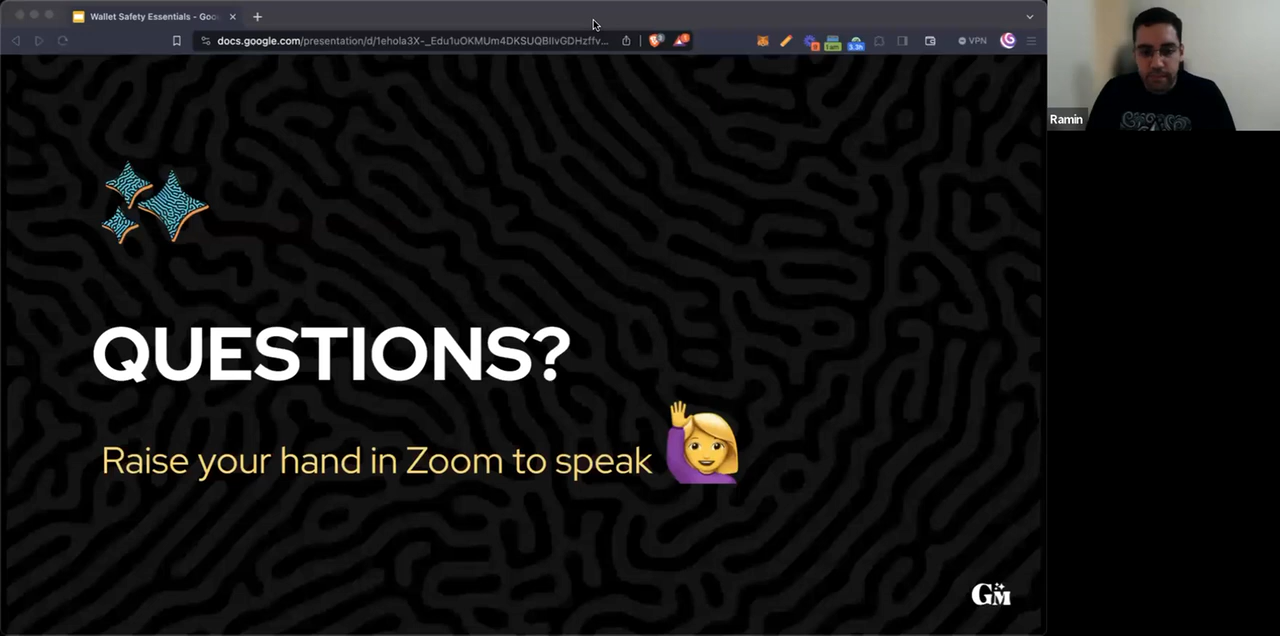 Wallet Safety Essentials - Goo
docs.google.com/presentation/d/1ehola3X-_Edu1uOKMUm4DKSUQBIIvGDHzffv...
VPN
Ramin
QUESTIONS?
Raise your hand in Zoom to speak
GM